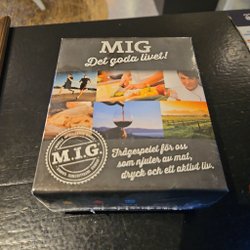 MIG
Det goda livet!
M.I.G.
Frågespelet för oss
som njuter av mat,
dryck och ett aktivt liv.